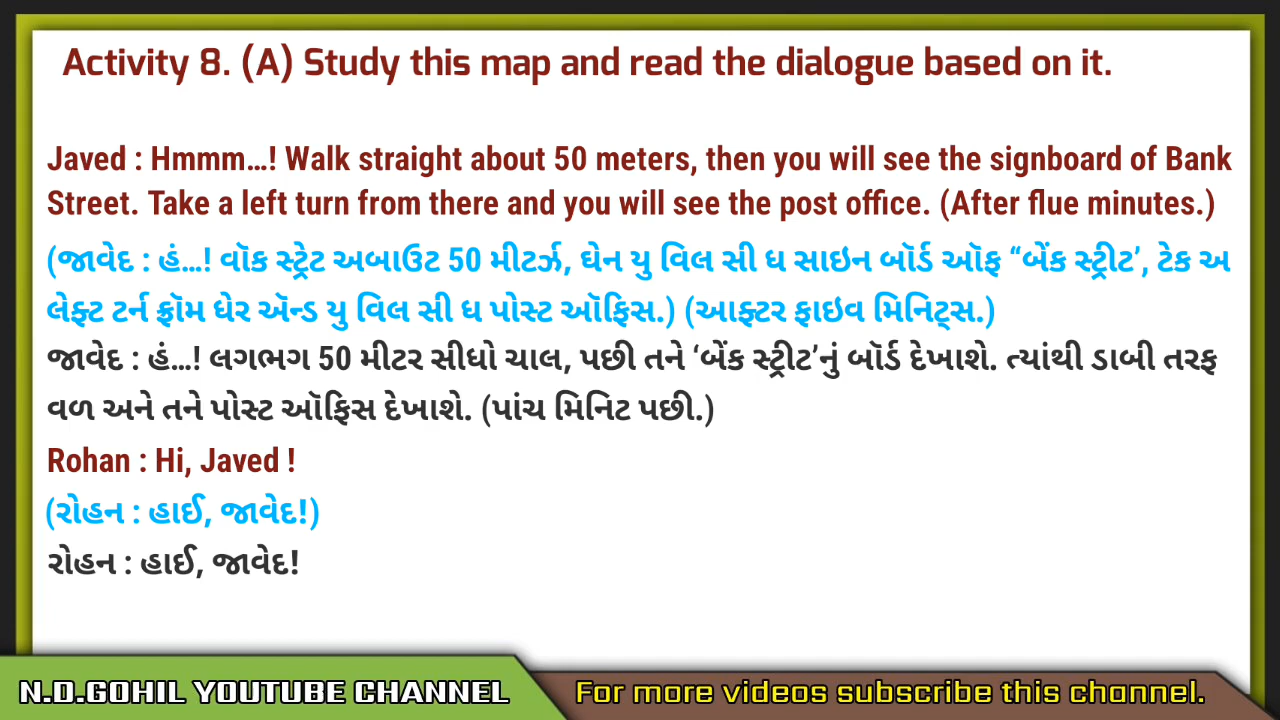 Activity 8. (A) Study this map and read the dialogue based on it.
Javed : Hmmm...! Walk straight about 50 meters, then you will see the signboard of Bank
Street. Take a left turn from there and you will see the post office. (After flue minutes.)
(જાવેદ : હં...! વૉક સ્ટ્રેટ અબાઉટ 50 મીટર્ઝ, ઘેન યુ વિલ સી ધ સાઇન બૉર્ડ ઑફ “બેંક સ્ટ્રીટ’, ટેક અ
લેફ્ટ ટર્ન ફ્રૉમ ધેર ઍન્ડ યુ વિલ સી ધ પોસ્ટ ઑફિસ.) (આફ્ટર ફાઇવ મિનિટ્સ.)
જાવેદ : હં...! લગભગ 50 મીટર સીધો ચાલ, પછી તને ‘બેંક સ્ટ્રીટ’નું બૉર્ડ દેખાશે. ત્યાંથી ડાબી તરફ
વળ અને તને પોસ્ટ ઑફિસ દેખાશે. (પાંચ મિનિટ પછી.)
Rohan : Hi, Javed !
(રોહન : હાઈ, જાવેદ!)
રોહન : હાઈ, જાવેદ!
N.D.GOHIL YOUTUBE CHANNEL
For more videos subscribe this channel.